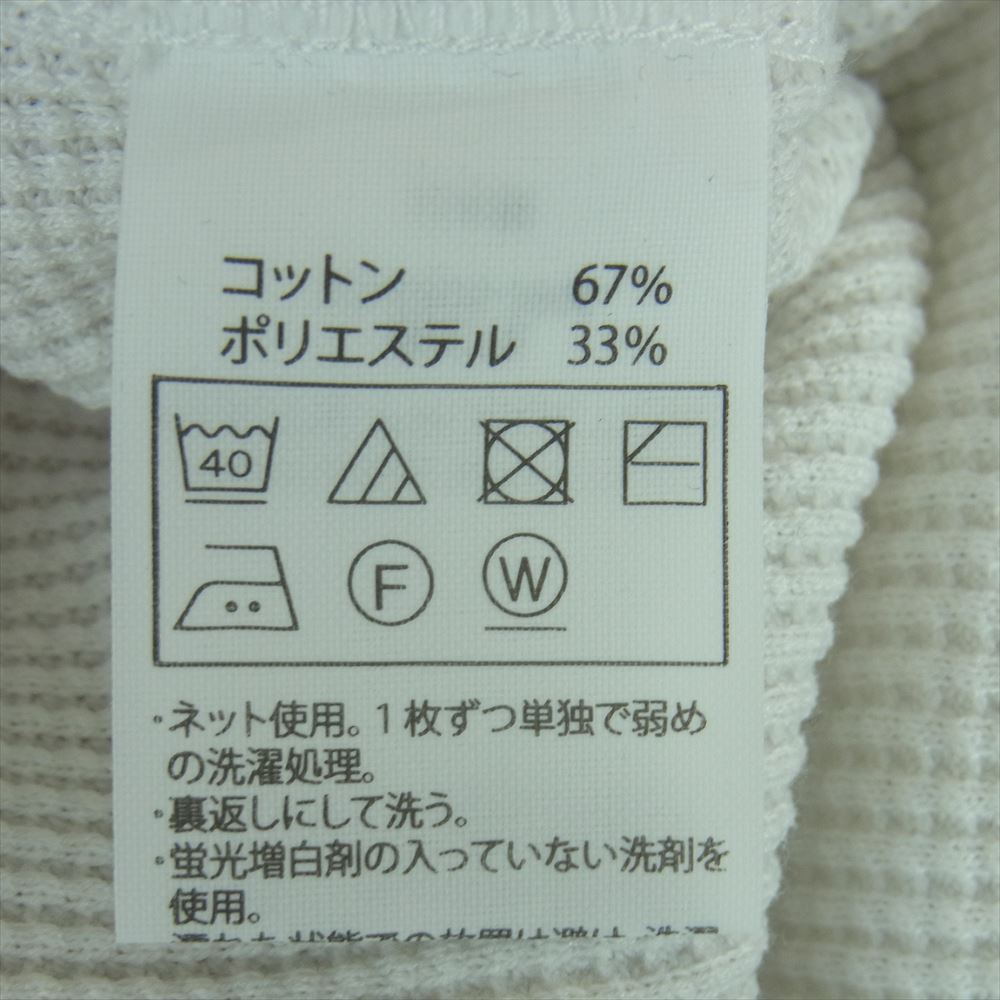 コットン 67%
ポリエステル 33%
40
F
W
・ネット使用。1枚ずつ単独で弱め
の洗濯処理。
・裏返しにして洗う。
・蛍光増白剤の入っていない洗剤を
使用。